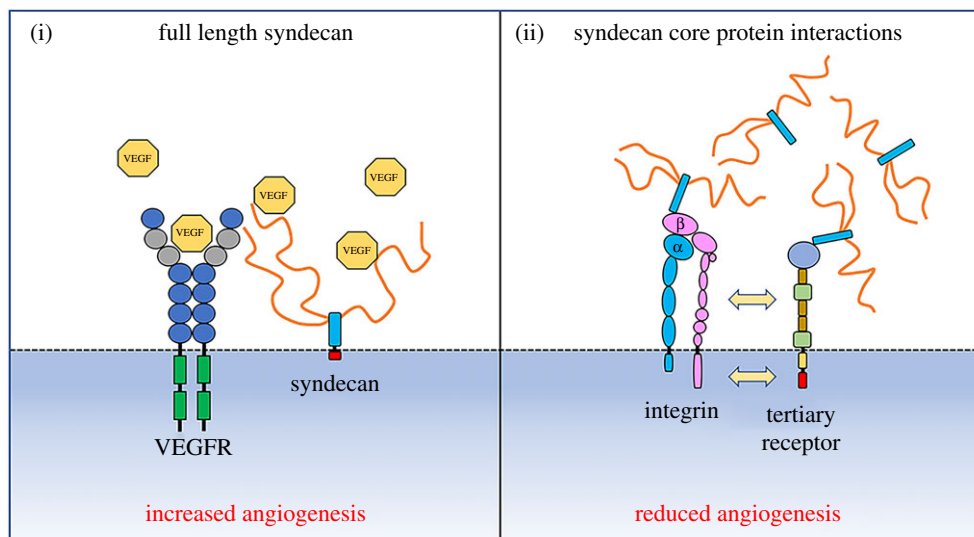 (i) full length syndecan
(ii) syndecan core protein interactions
VEGF
VEGF
VEGF
VEGF
VEGF
β
α
syndecan
VEGFR
integrin
tertiary
receptor
increased angiogenesis
reduced angiogenesis